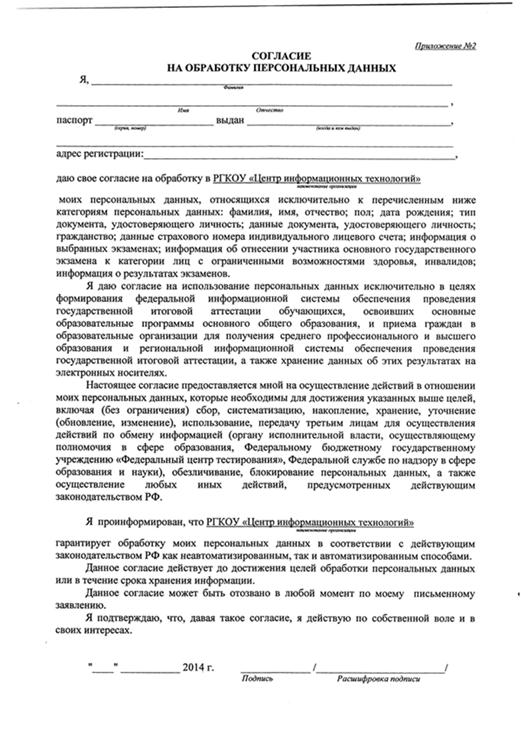 Приложение №2
СОГЛАСИЕ
НА ОБРАБОТКУ ПЕРСОНАЛЬНЫХ ДАННЫХ
Я, ,
Фамилия
Имя Отчество
паспорт выдан ,
(серия, номер) (когда и кем выдан)
адрес регистрации: ,
даю свое согласие на обработку в РГКОУ «Центр информационных технологий»
наименование организации
моих персональных данных, относящихся исключительно к перечисленным ниже
категориям персональных данных: фамилия, имя, отчество; пол; дата рождения; тип
документа, удостоверяющего личность; данные документа, удостоверяющего личность;
гражданство; данные страхового номера индивидуального лицевого счета; информация о
выбранных экзаменах; информация об отнесении участника основного государственного
экзамена к категории лиц с ограниченными возможностями здоровья, инвалидов;
информация о результатах экзаменов.
Я даю согласие на использование персональных данных исключительно в целях
формирования федеральной информационной системы обеспечения проведения
государственной итоговой аттестации обучающихся, освоивших основные
образовательные программы основного общего образования, и приема граждан в
образовательные организации для получения среднего профессионального и высшего
образования и региональной информационной системы обеспечения проведения
государственной итоговой аттестации, а также хранение данных об этих результатах на
электронных носителях.
Настоящее согласие предоставляется мной на осуществление действий в отношении
моих персональных данных, которые необходимы для достижения указанных выше целей,
включая (без ограничения) сбор, систематизацию, накопление, хранение, уточнение
(обновление, изменение), использование, передачу третьим лицам для осуществления
действий по обмену информацией (органу исполнительной власти, осуществляющему
полномочия в сфере образования, Федеральному бюджетному государственному
учреждению «Федеральный центр тестирования», Федеральной службе по надзору в сфере
образования и науки), обезличивание, блокирование персональных данных, а также
осуществление любых иных действий, предусмотренных действующим
законодательством РФ.
Я проинформирован, что РГКОУ «Центр информационных технологий»
наименование организации
гарантирует обработку моих персональных данных в соответствии с действующим
законодательством РФ как неавтоматизированным, так и автоматизированным способами.
Данное согласие действует до достижения целей обработки персональных данных
или в течение срока хранения информации.
Данное согласие может быть отозвано в любой момент по моему письменному
заявлению.
Я подтверждаю, что, давая такое согласие, я действую по собственной воле и в
своих интересах.
"___" ________ 2014 г. ____________ /____________________/
Подпись Расшифровка подписи